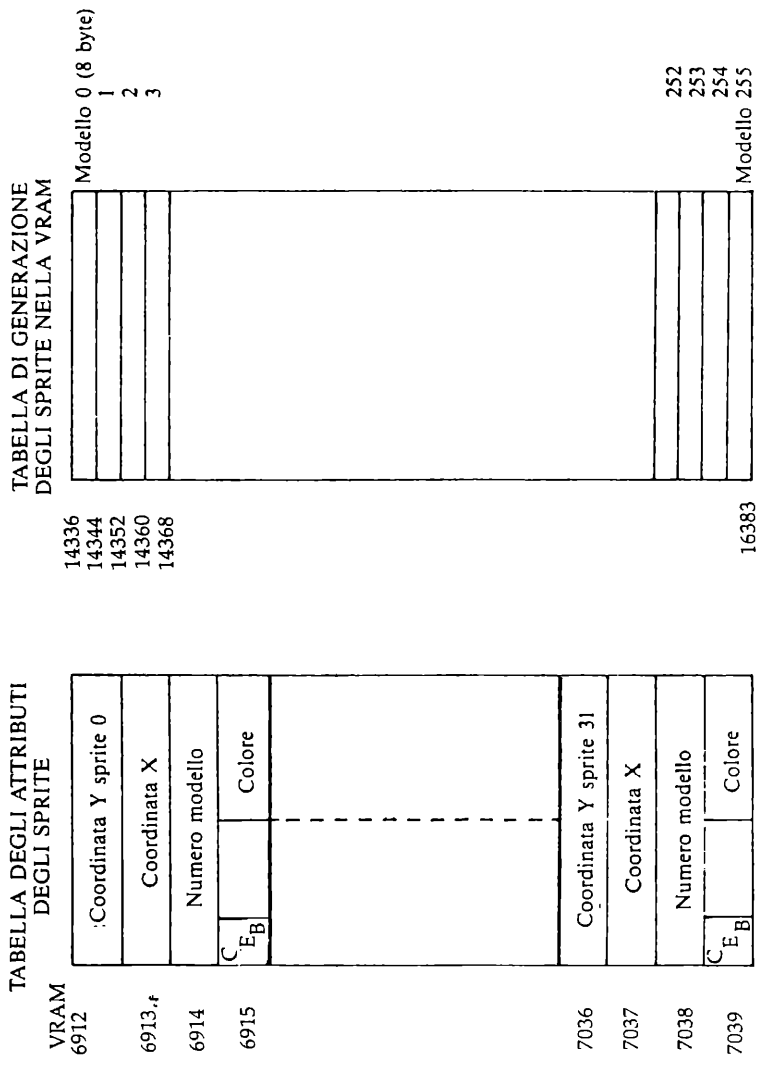 TABELLA DEGLI ATTRIBUTI
DEGLI SPRITE
VRAM
6912
:Coordinata Y sprite 0
6913
Coordinata X
6914
Numero modello
6915
CEB
Colore
7036
Coordinata Y sprite 31
7037
Coordinata X
7038
Numero modello
7039
CEB
Colore
TABELLA DI GENERAZIONE
DEGLI SPRITE NELLA VRAM
14336
Modello 0 (8 byte)
14344
1
14352
2
14360
3
14368
252
253
254
16383
Modello 255